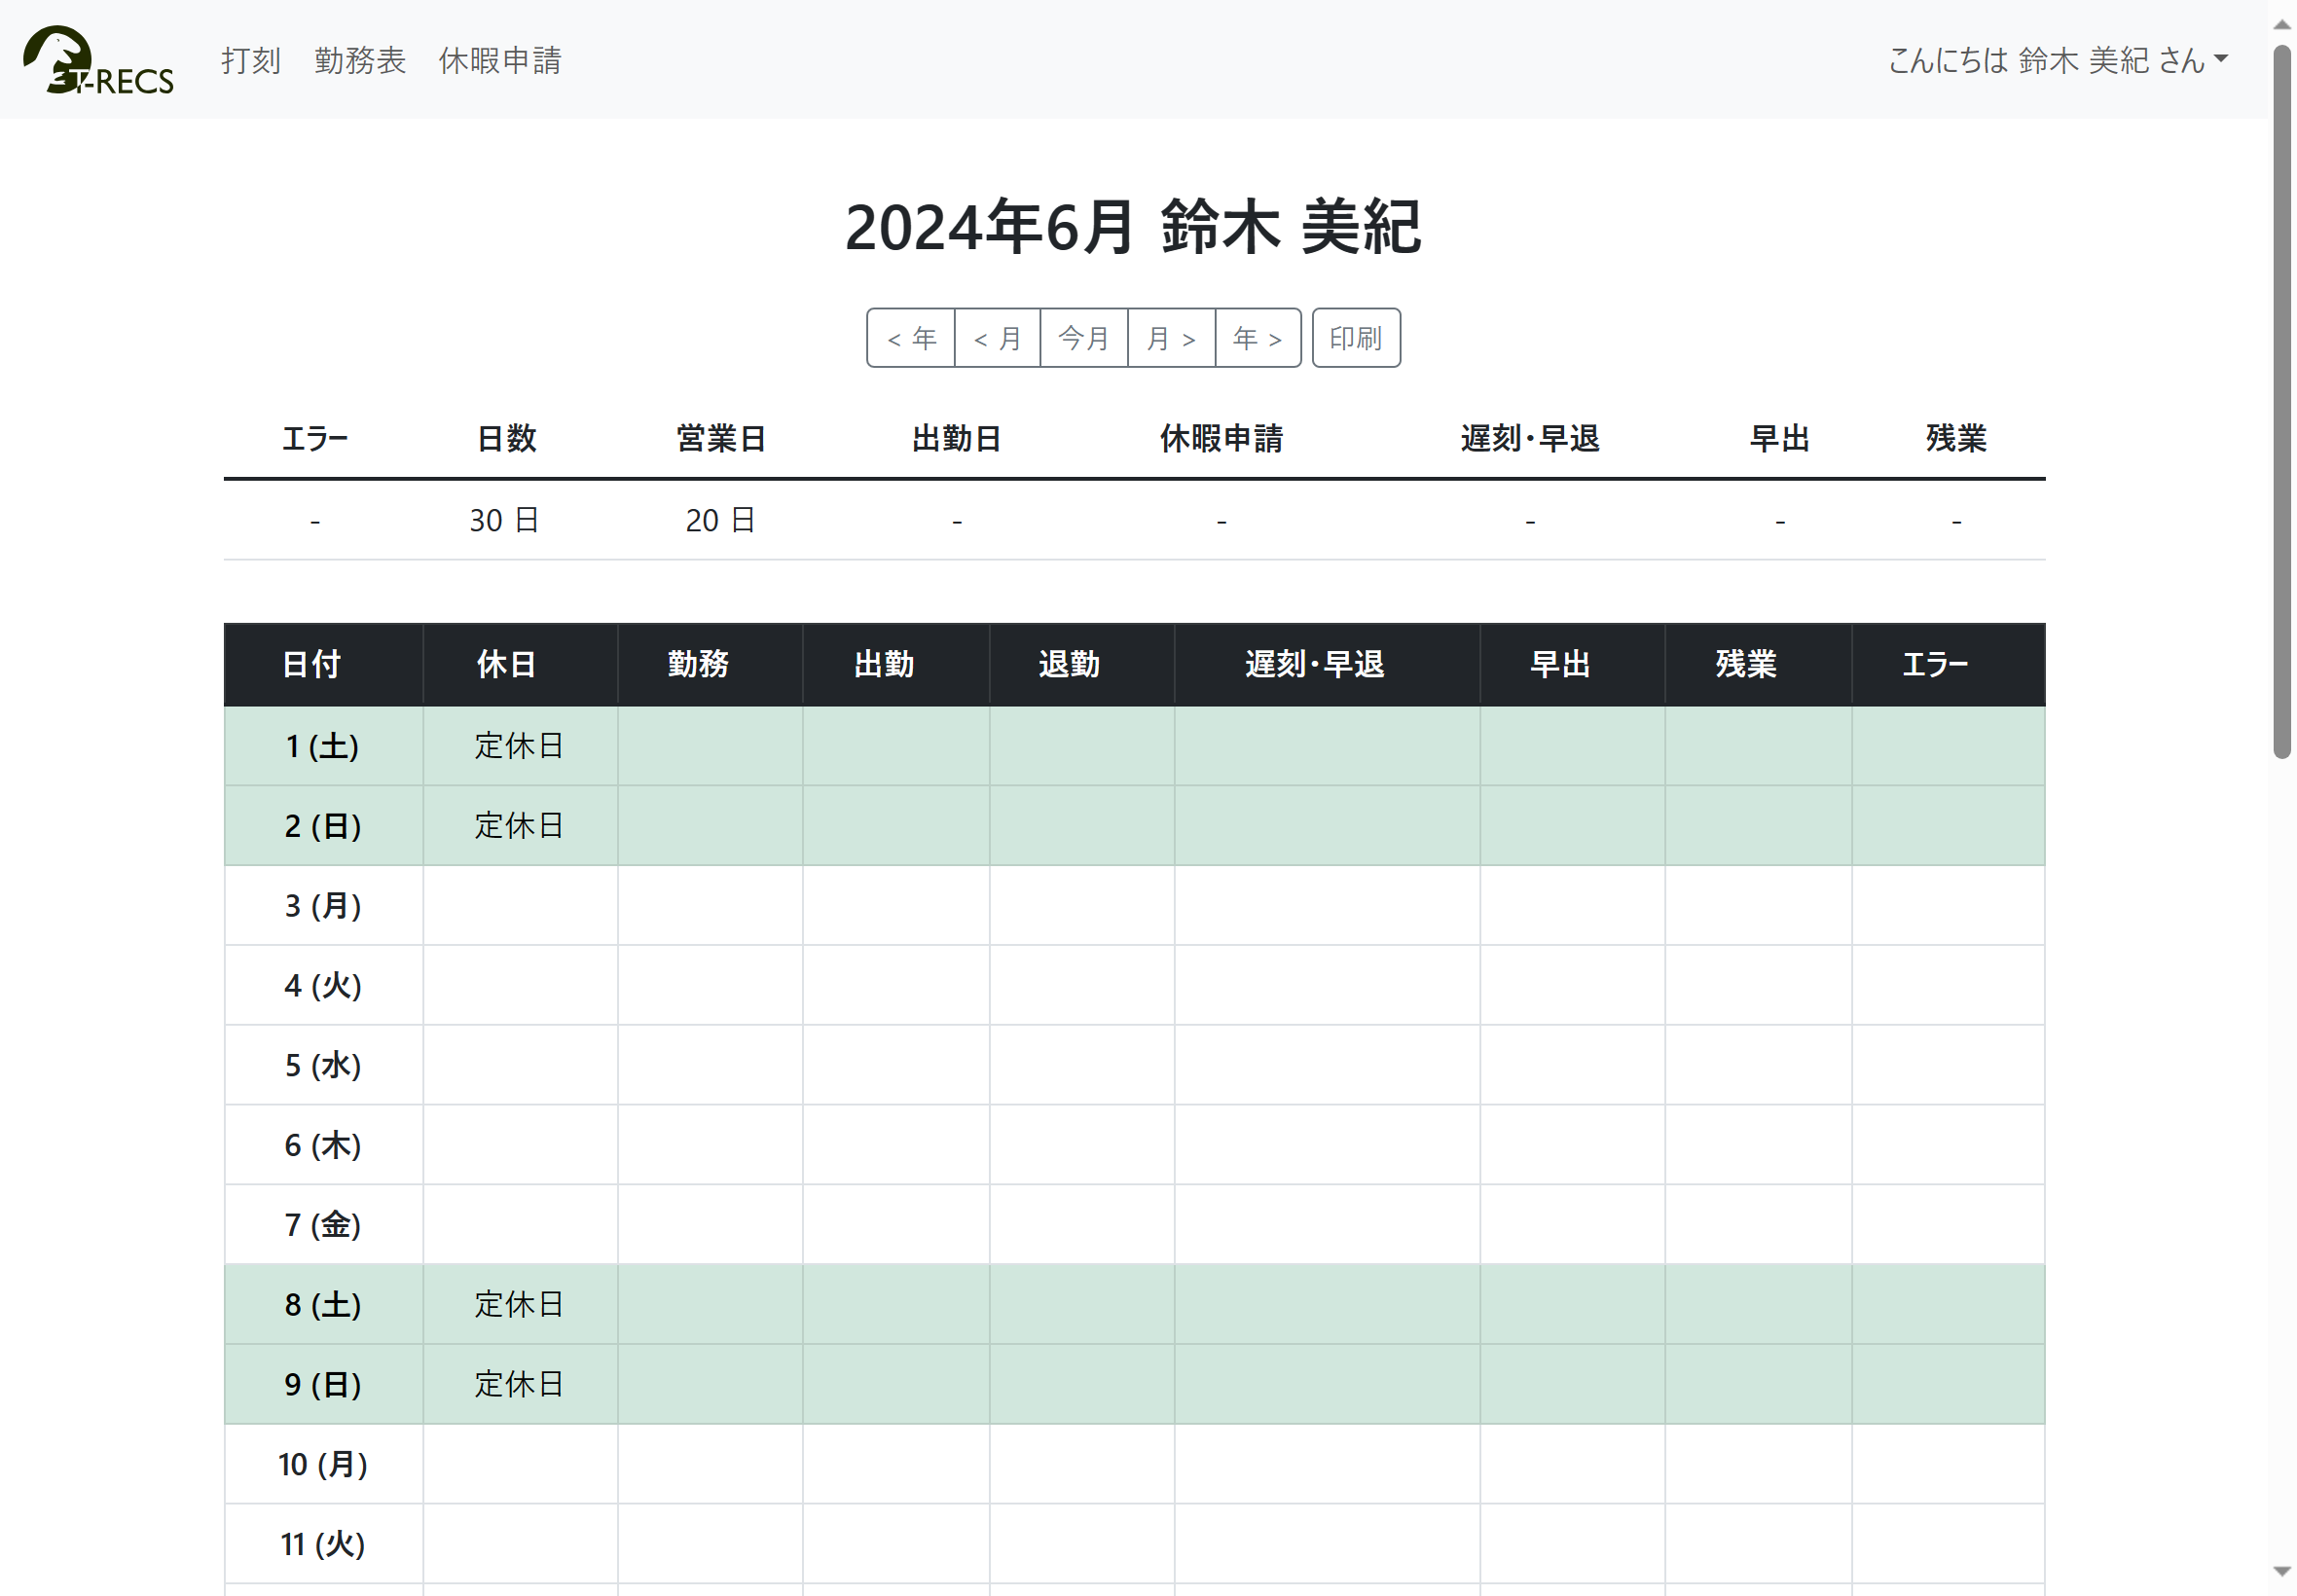 T-RECS 打刻 勤務表 休暇申請 こんにちは 鈴木 美紀 さん
2024年6月 鈴木 美紀
< 年 < 月 今月 月 > 年 > 印刷
エラー 日数 営業日 出勤日 休暇申請 遅刻・早退 早出 残業
- 30 日 20 日 - - - - -
日付 休日 勤務 出勤 退勤 遅刻・早退 早出 残業 エラー
1 (土) 定休日
2 (日) 定休日
3 (月)
4 (火)
5 (水)
6 (木)
7 (金)
8 (土) 定休日
9 (日) 定休日
10 (月)
11 (火)